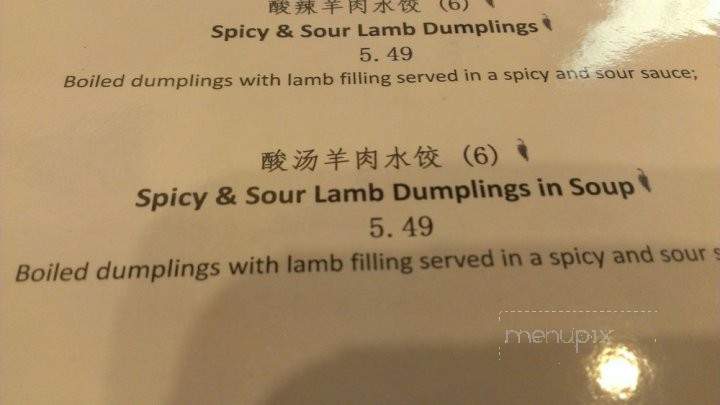 酸辣羊肉水饺 (6)
Spicy & Sour Lamb Dumplings
5.49
Boiled dumplings with lamb filling served in a spicy and sour sauce;
酸汤羊肉水饺 (6)
Spicy & Sour Lamb Dumplings in Soup
5.49
Boiled dumplings with lamb filling served in a spicy and sour s
menupix